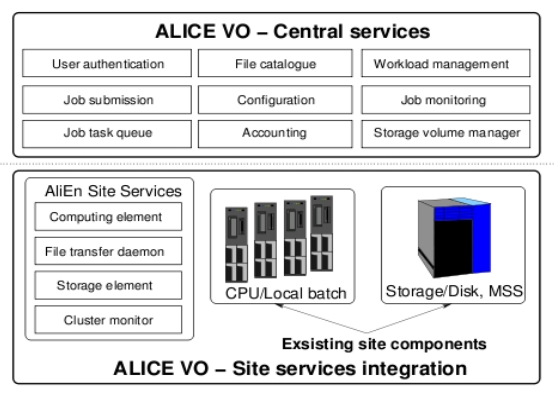 ALICE VO – Central services
User authentication
File catalogue
Workload management
Job submission
Configuration
Job monitoring
Job task queue
Accounting
Storage volume manager
AliEn Site Services
Computing element
File transfer daemon
Storage element
Cluster monitor
CPU/Local batch
Storage/Disk, MSS
Exsisting site components
ALICE VO – Site services integration